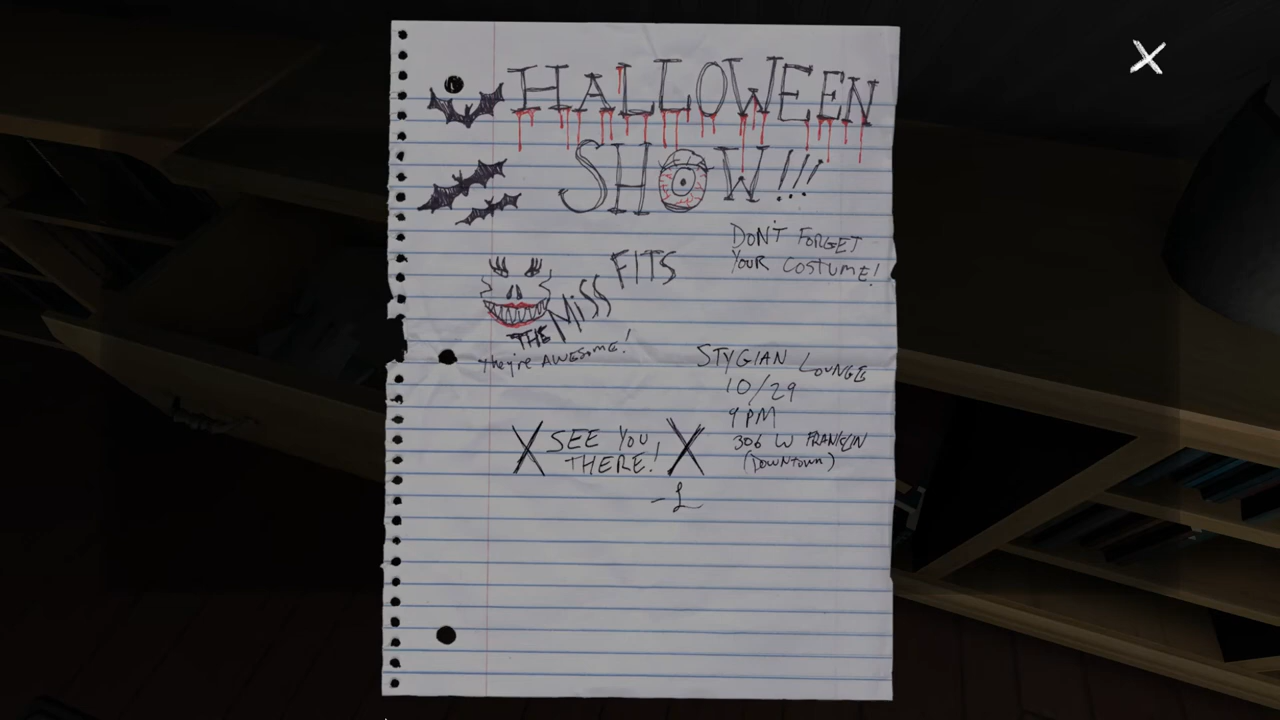 HALLOWEEN
SHOW!!!
DON'T FORGET
YOUR COSTUME!
THE MISS FITS
They're AWESOME!
STYGIAN LOUNGE
10/29
9PM
306 W FRANKLIN
(DOWNTOWN)
X SEE YOU THERE! X
-L